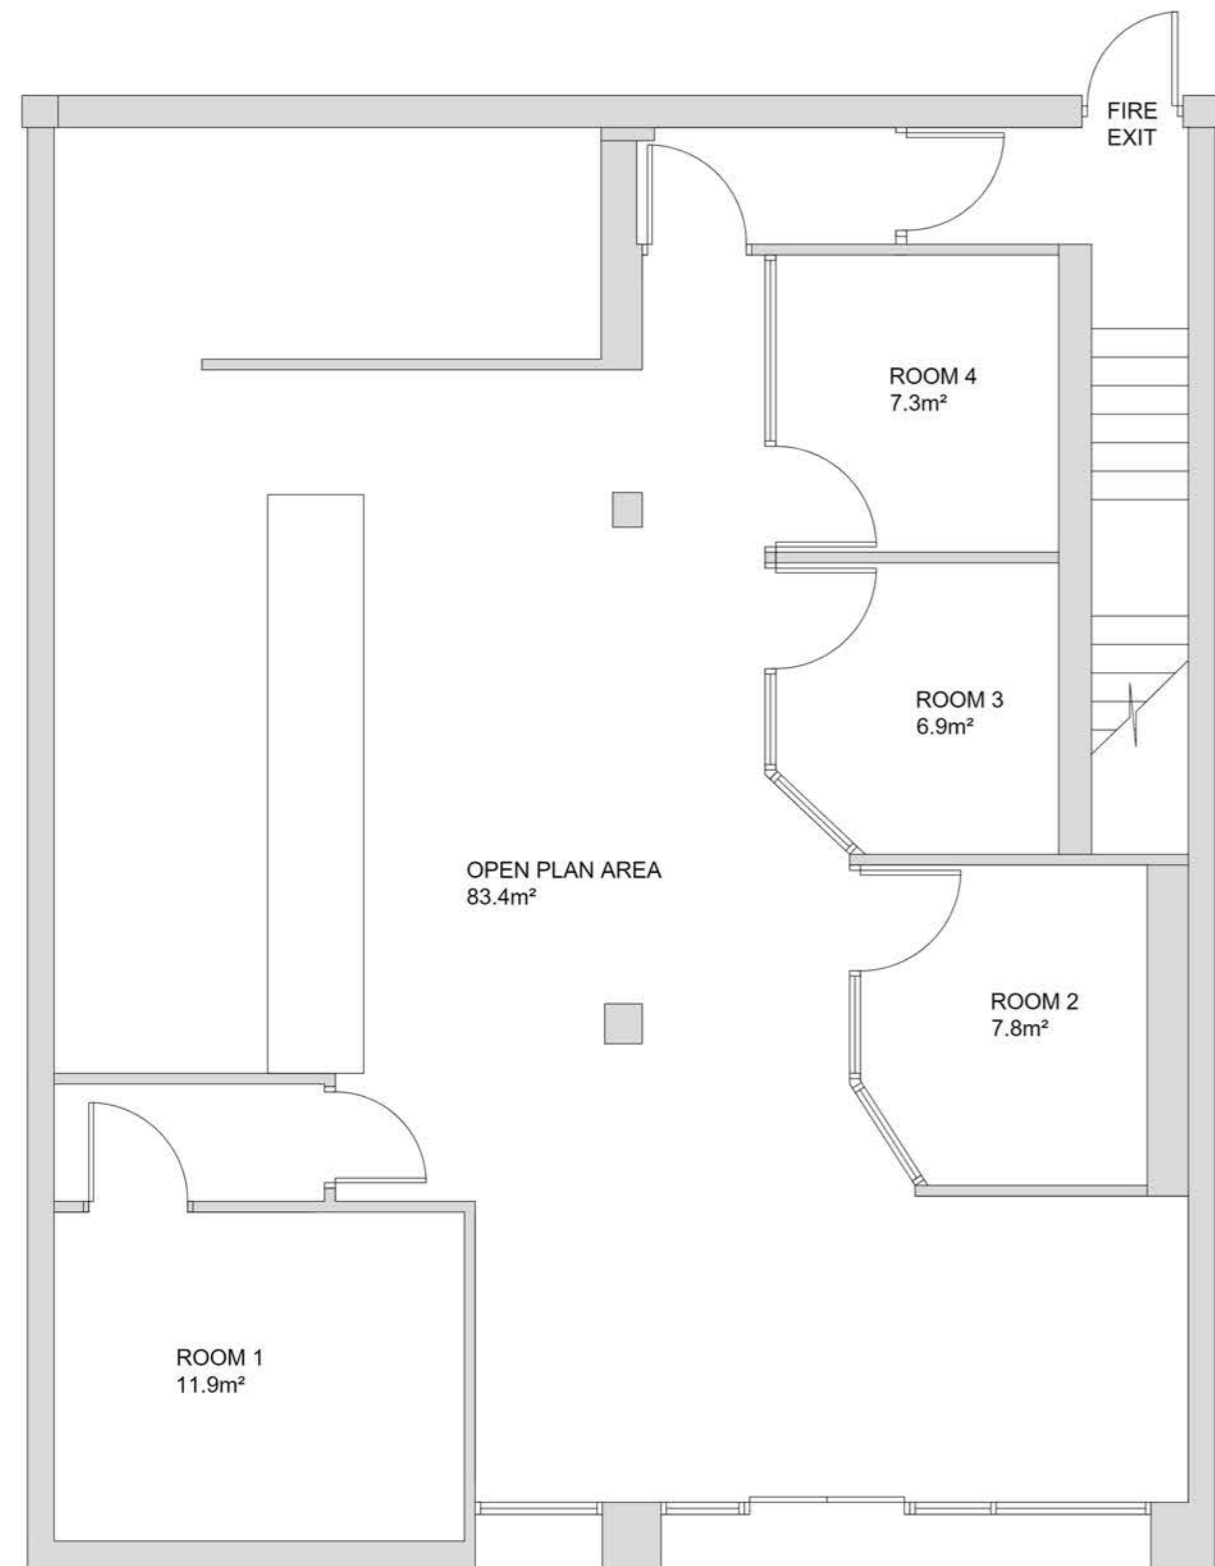 FIRE
EXIT
ROOM 4
7.3m²
ROOM 3
6.9m²
OPEN PLAN AREA
83.4m²
ROOM 2
7.8m²
ROOM 1
11.9m²